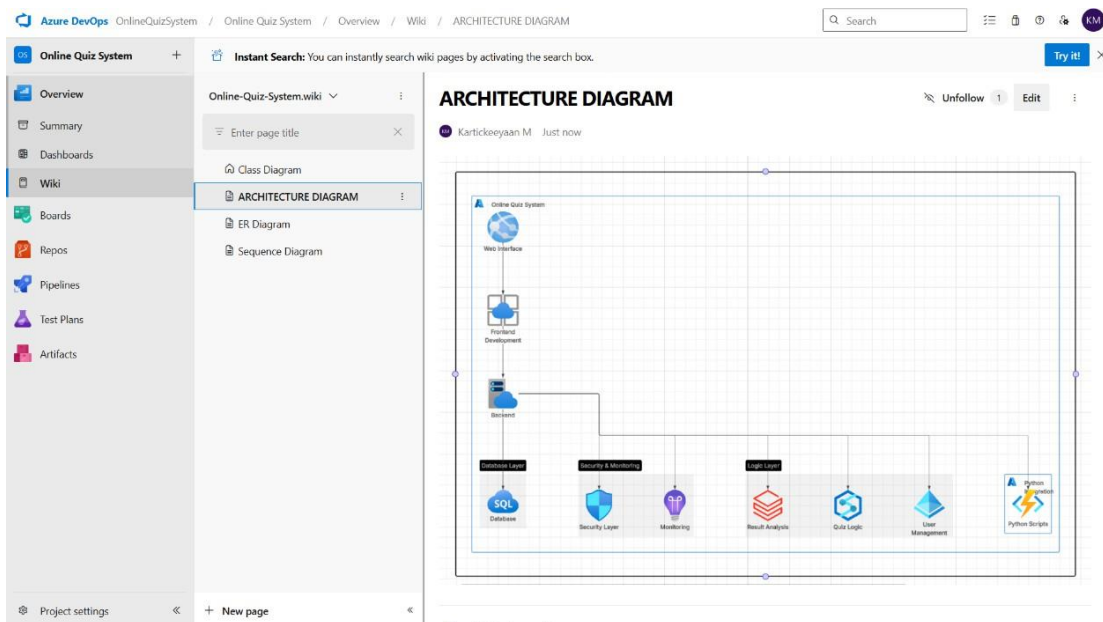 Azure DevOps OnlineQuizSystem / Online Quiz System / Overview / Wiki / ARCHITECTURE DIAGRAM
Search
KM
OS Online Quiz System +
Instant Search: You can instantly search wiki pages by activating the search box.
Try it!
Overview
Summary
Dashboards
Wiki
Boards
Repos
Pipelines
Test Plans
Artifacts
Project settings
Online-Quiz-System.wiki
Enter page title
Class Diagram
ARCHITECTURE DIAGRAM
ER Diagram
Sequence Diagram
+ New page
ARCHITECTURE DIAGRAM
Unfollow 1 Edit
KM Kartickeeyaan M Just now
Online Quiz System
Web Interface
Frontend
Development
Backend
Database Layer
Security & Monitoring
Logic Layer
SQL
Database
Security Layer
Monitoring
Result Analysis
Quiz Logic
User
Management
Python
Python Scripts